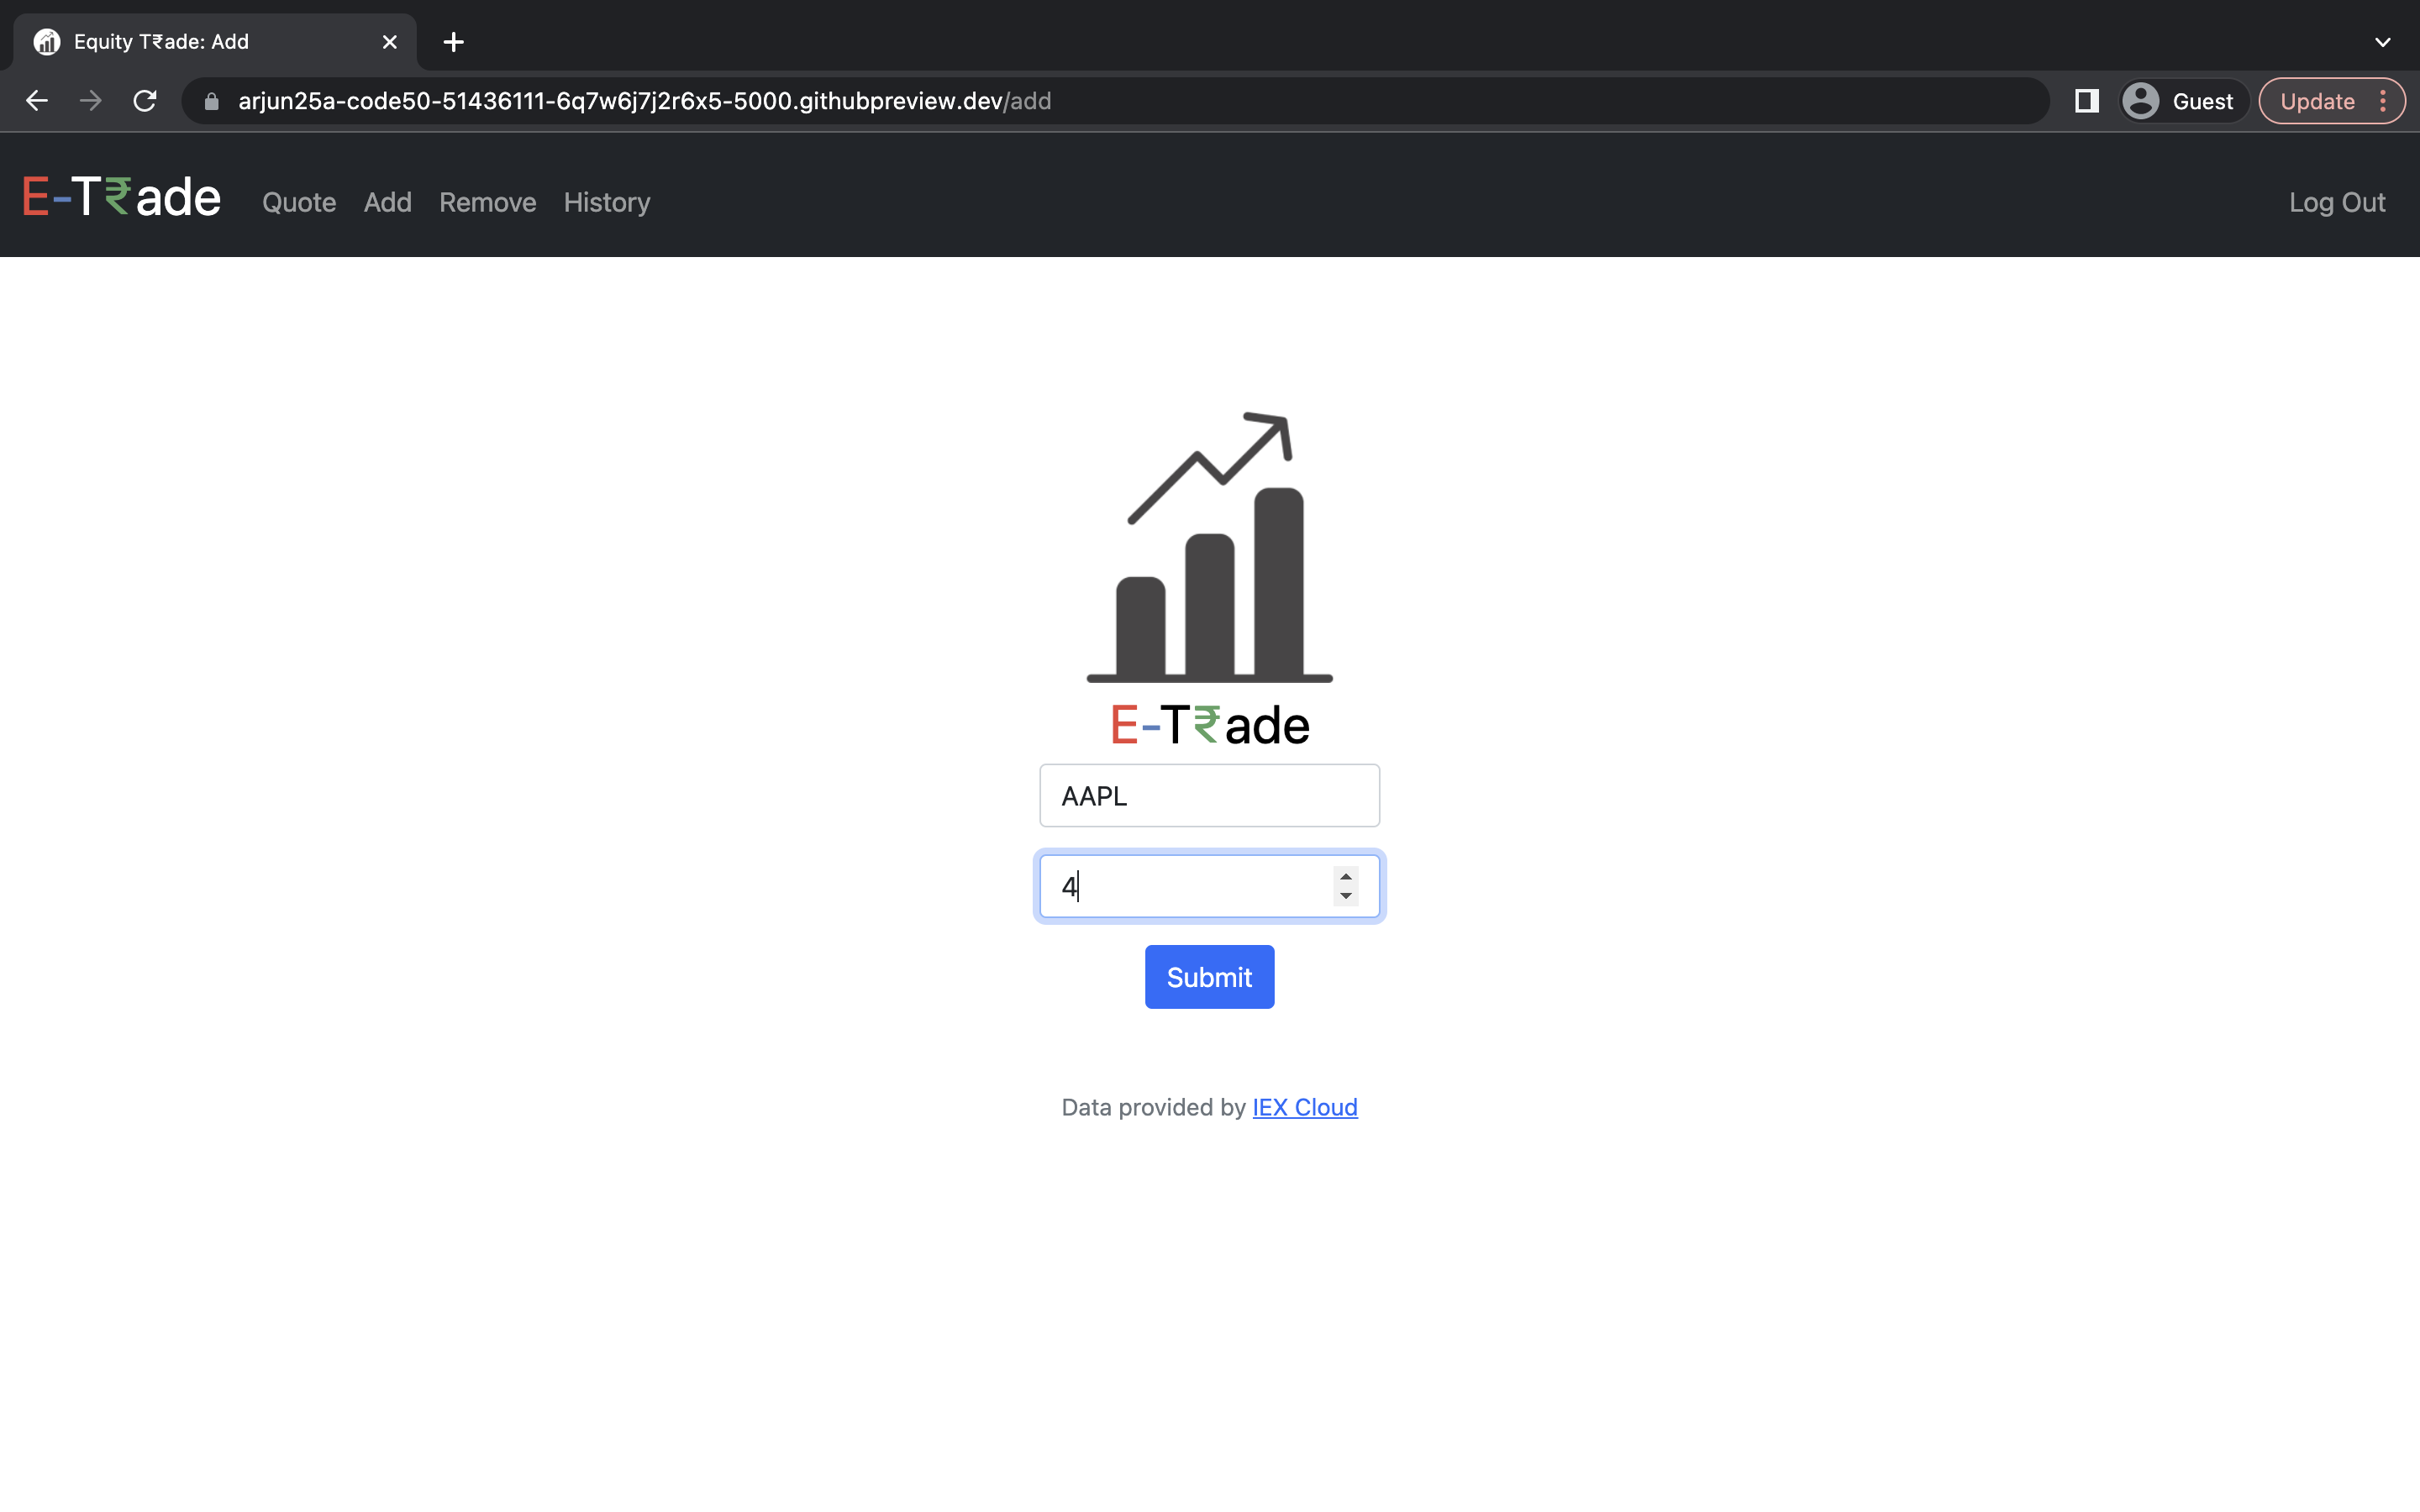 Equity T₹ade: Add
arjun25a-code50-51436111-6q7w6j7j2r6x5-5000.githubpreview.dev/add
Guest
Update
E-T₹ade Quote Add Remove History Log Out
E-T₹ade
AAPL
4
Submit
Data provided by IEX Cloud